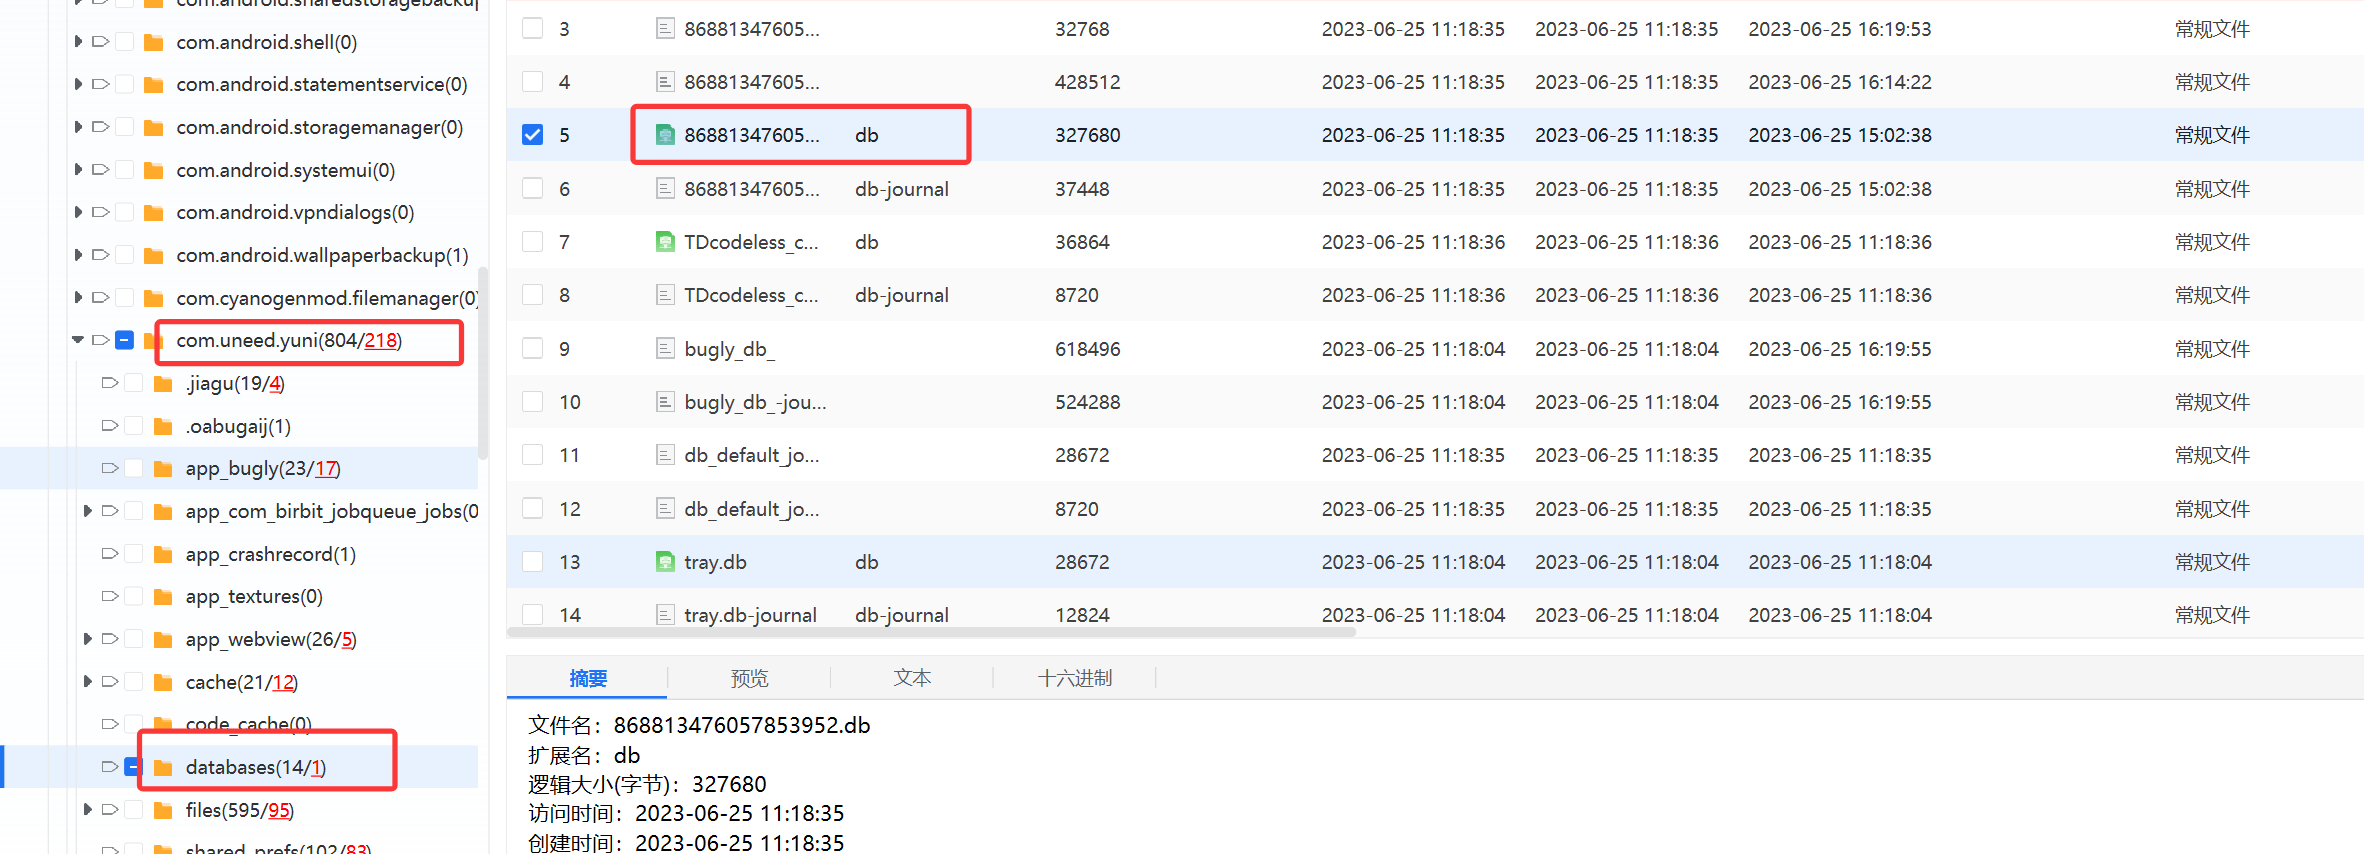 com.android.sharedstoragebackup
com.android.shell(0)
com.android.statementservice(0)
com.android.storagemanager(0)
com.android.systemui(0)
com.android.vpndialogs(0)
com.android.wallpaperbackup(1)
com.cyanogenmod.filemanager(0)
com.uneed.yuni(804/218)
.jiagu(19/4)
.oabugaij(1)
app_bugly(23/17)
app_com_birbit_jobqueue_jobs(0
app_crashrecord(1)
app_textures(0)
app_webview(26/5)
cache(21/12)
code_cache(0)
databases(14/1)
files(595/95)
shared_prefs(102/83)
3 86881347605... 32768 2023-06-25 11:18:35 2023-06-25 11:18:35 2023-06-25 16:19:53 常规文件
4 86881347605... 428512 2023-06-25 11:18:35 2023-06-25 11:18:35 2023-06-25 16:14:22 常规文件
5 86881347605... db 327680 2023-06-25 11:18:35 2023-06-25 11:18:35 2023-06-25 15:02:38 常规文件
6 86881347605... db-journal 37448 2023-06-25 11:18:35 2023-06-25 11:18:35 2023-06-25 15:02:38 常规文件
7 TDcodeless_c... db 36864 2023-06-25 11:18:36 2023-06-25 11:18:36 2023-06-25 11:18:36 常规文件
8 TDcodeless_c... db-journal 8720 2023-06-25 11:18:36 2023-06-25 11:18:36 2023-06-25 11:18:36 常规文件
9 bugly_db_ 618496 2023-06-25 11:18:04 2023-06-25 11:18:04 2023-06-25 16:19:55 常规文件
10 bugly_db_-jou... 524288 2023-06-25 11:18:04 2023-06-25 11:18:04 2023-06-25 16:19:55 常规文件
11 db_default_jo... 28672 2023-06-25 11:18:35 2023-06-25 11:18:35 2023-06-25 11:18:35 常规文件
12 db_default_jo... 8720 2023-06-25 11:18:35 2023-06-25 11:18:35 2023-06-25 11:18:35 常规文件
13 tray.db db 28672 2023-06-25 11:18:04 2023-06-25 11:18:04 2023-06-25 11:18:04 常规文件
14 tray.db-journal db-journal 12824 2023-06-25 11:18:04 2023-06-25 11:18:04 2023-06-25 11:18:04 常规文件
摘要 预览 文本 十六进制
文件名：868813476057853952.db
扩展名：db
逻辑大小(字节)：327680
访问时间：2023-06-25 11:18:35
创建时间：2023-06-25 11:18:35